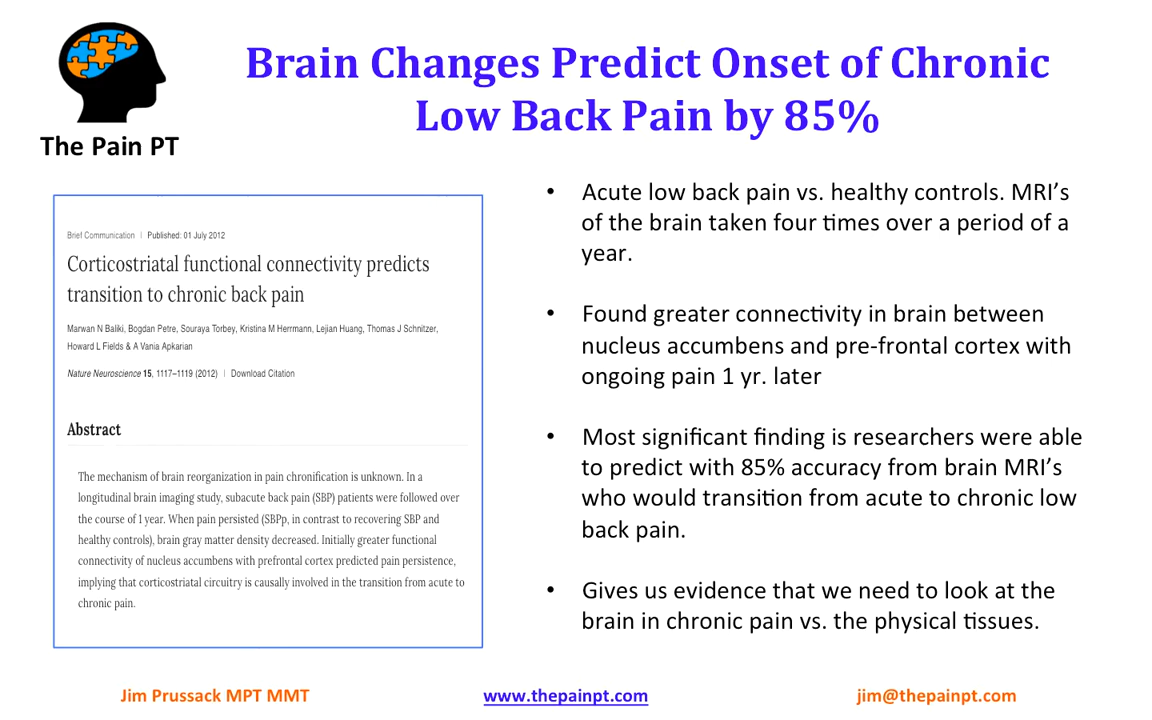 The Pain PT
Brain Changes Predict Onset of Chronic
Low Back Pain by 85%
Brief Communication | Published: 01 July 2012
Corticostriatal functional connectivity predicts
transition to chronic back pain
Marwan N Baliki, Bogdan Petre, Souraya Torbey, Kristina M Herrmann, Lejian Huang, Thomas J Schnitzer,
Howard L Fields & A Vania Apkarian
Nature Neuroscience 15, 1117–1119 (2012) | Download Citation
Abstract
The mechanism of brain reorganization in pain chronification is unknown. In a
longitudinal brain imaging study, subacute back pain (SBP) patients were followed over
the course of 1 year. When pain persisted (SBPp, in contrast to recovering SBP and
healthy controls), brain gray matter density decreased. Initially greater functional
connectivity of nucleus accumbens with prefrontal cortex predicted pain persistence,
implying that corticostriatal circuitry is causally involved in the transition from acute to
chronic pain.
• Acute low back pain vs. healthy controls. MRI’s
of the brain taken four times over a period of a
year.
• Found greater connectivity in brain between
nucleus accumbens and pre-frontal cortex with
ongoing pain 1 yr. later
• Most significant finding is researchers were able
to predict with 85% accuracy from brain MRI’s
who would transition from acute to chronic low
back pain.
• Gives us evidence that we need to look at the
brain in chronic pain vs. the physical tissues.
Jim Prussack MPT MMT
www.thepainpt.com
jim@thepainpt.com